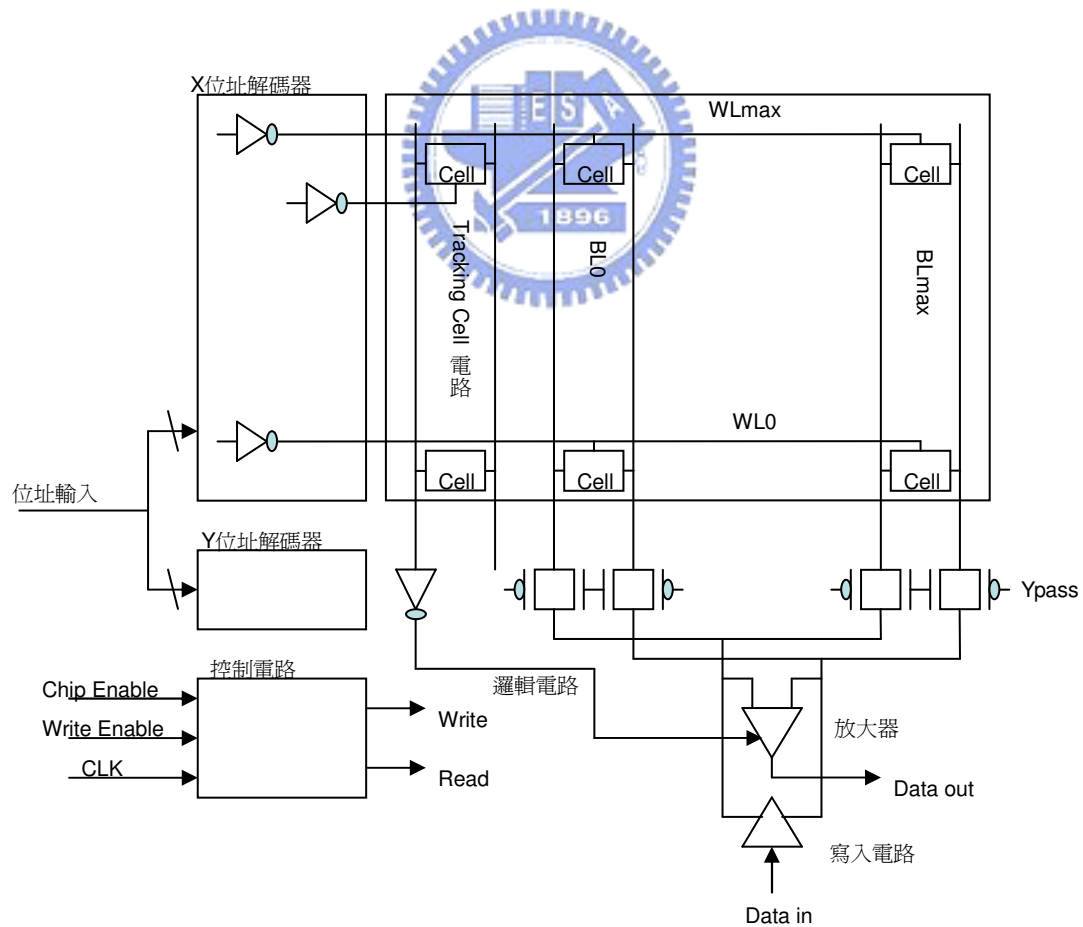 X位址解碼器
WLmax
E S A
Cell
Cell
Cell
1896
Tracking Cell 電路
BL0
BLmax
WL0
Cell
Cell
Cell
位址輸入
Y位址解碼器
Ypass
控制電路
邏輯電路
Chip Enable
Write
放大器
Write Enable
CLK
Read
Data out
寫入電路
Data in